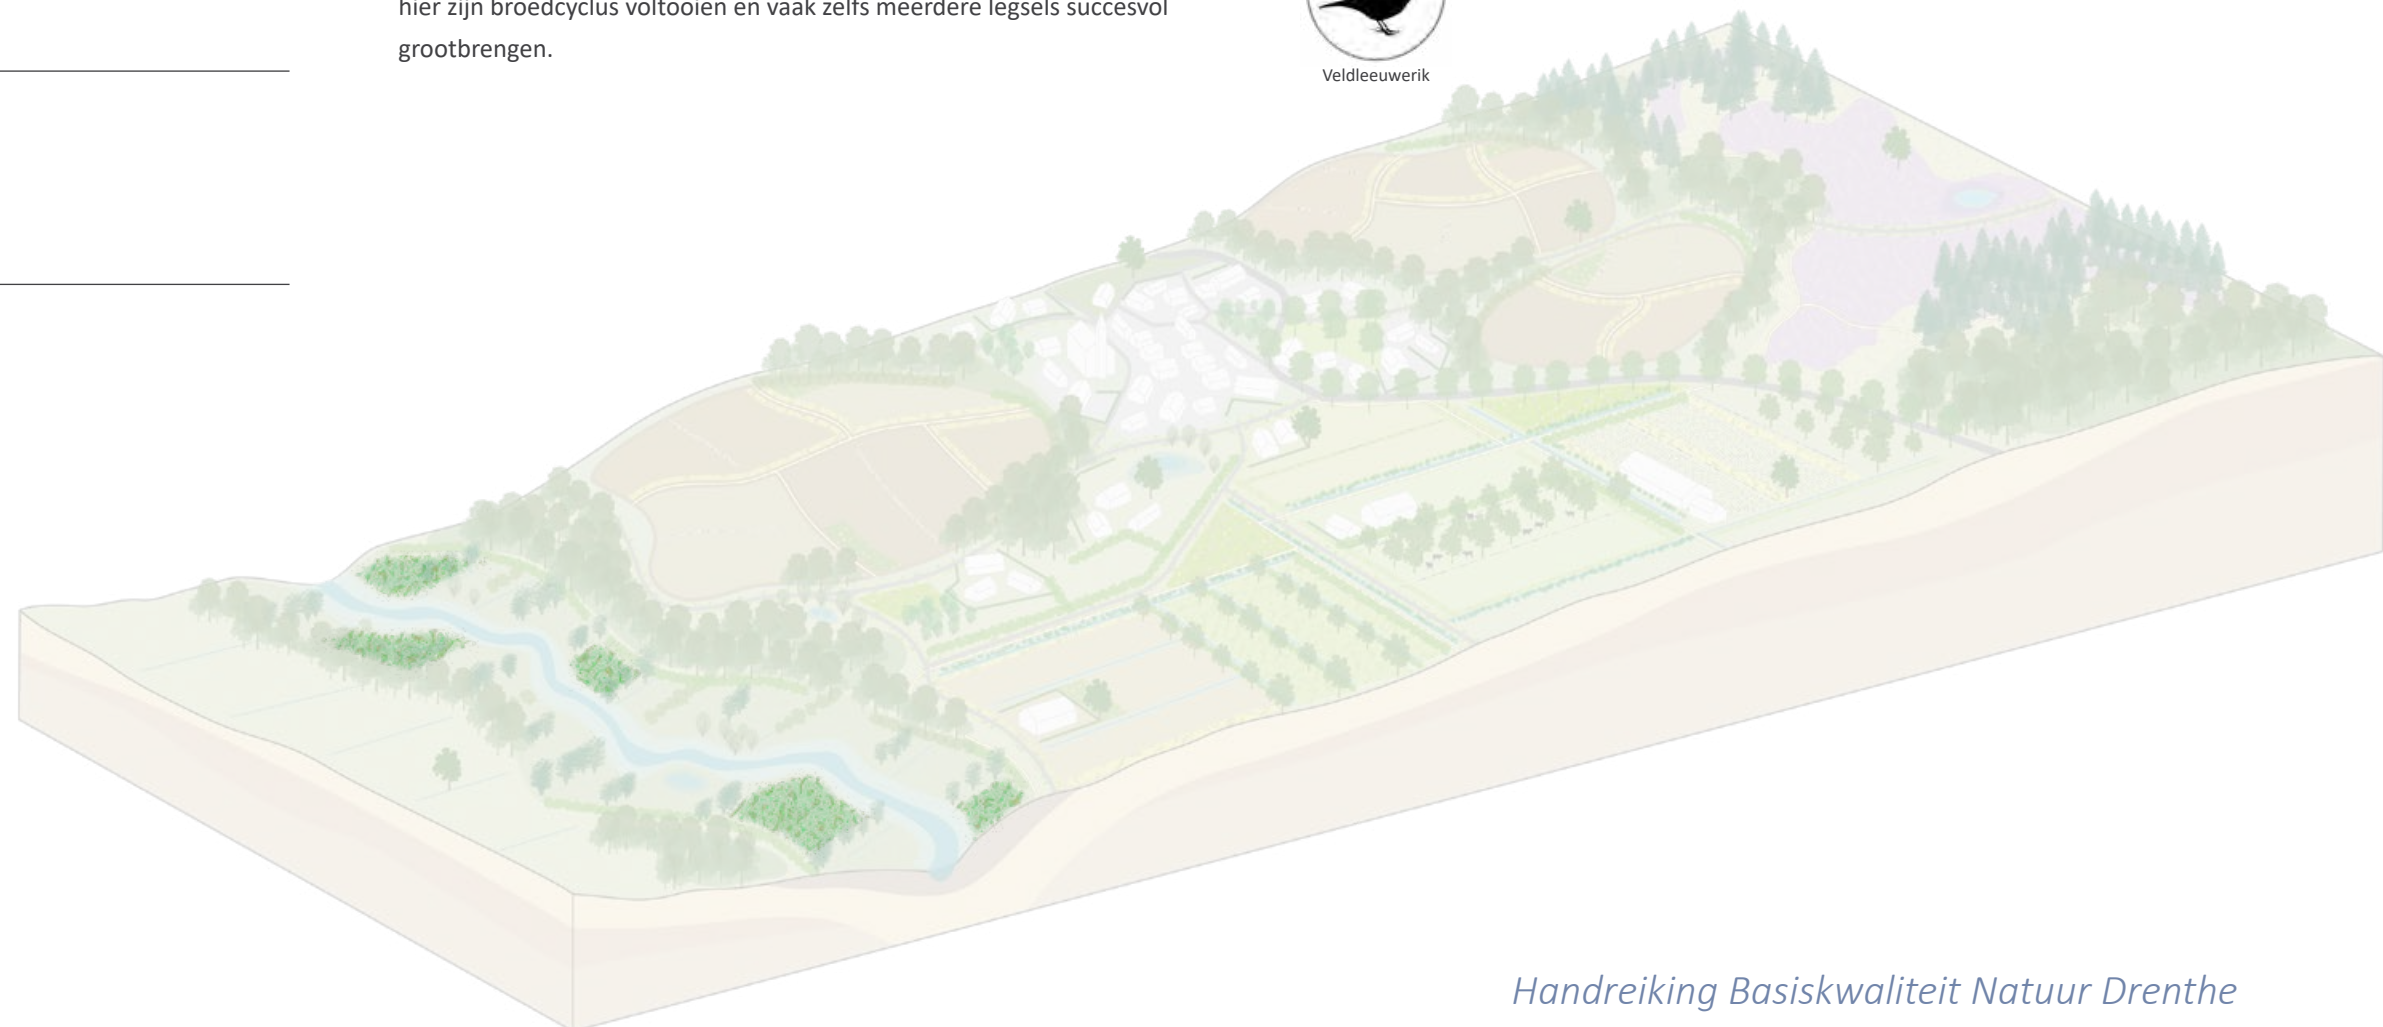 hier zijn broedcyclus voltooien en vaak zelfs meerdere legsels succesvol
grootbrengen.
Veldleeuwerik
Handreiking Basiskwaliteit Natuur Drenthe